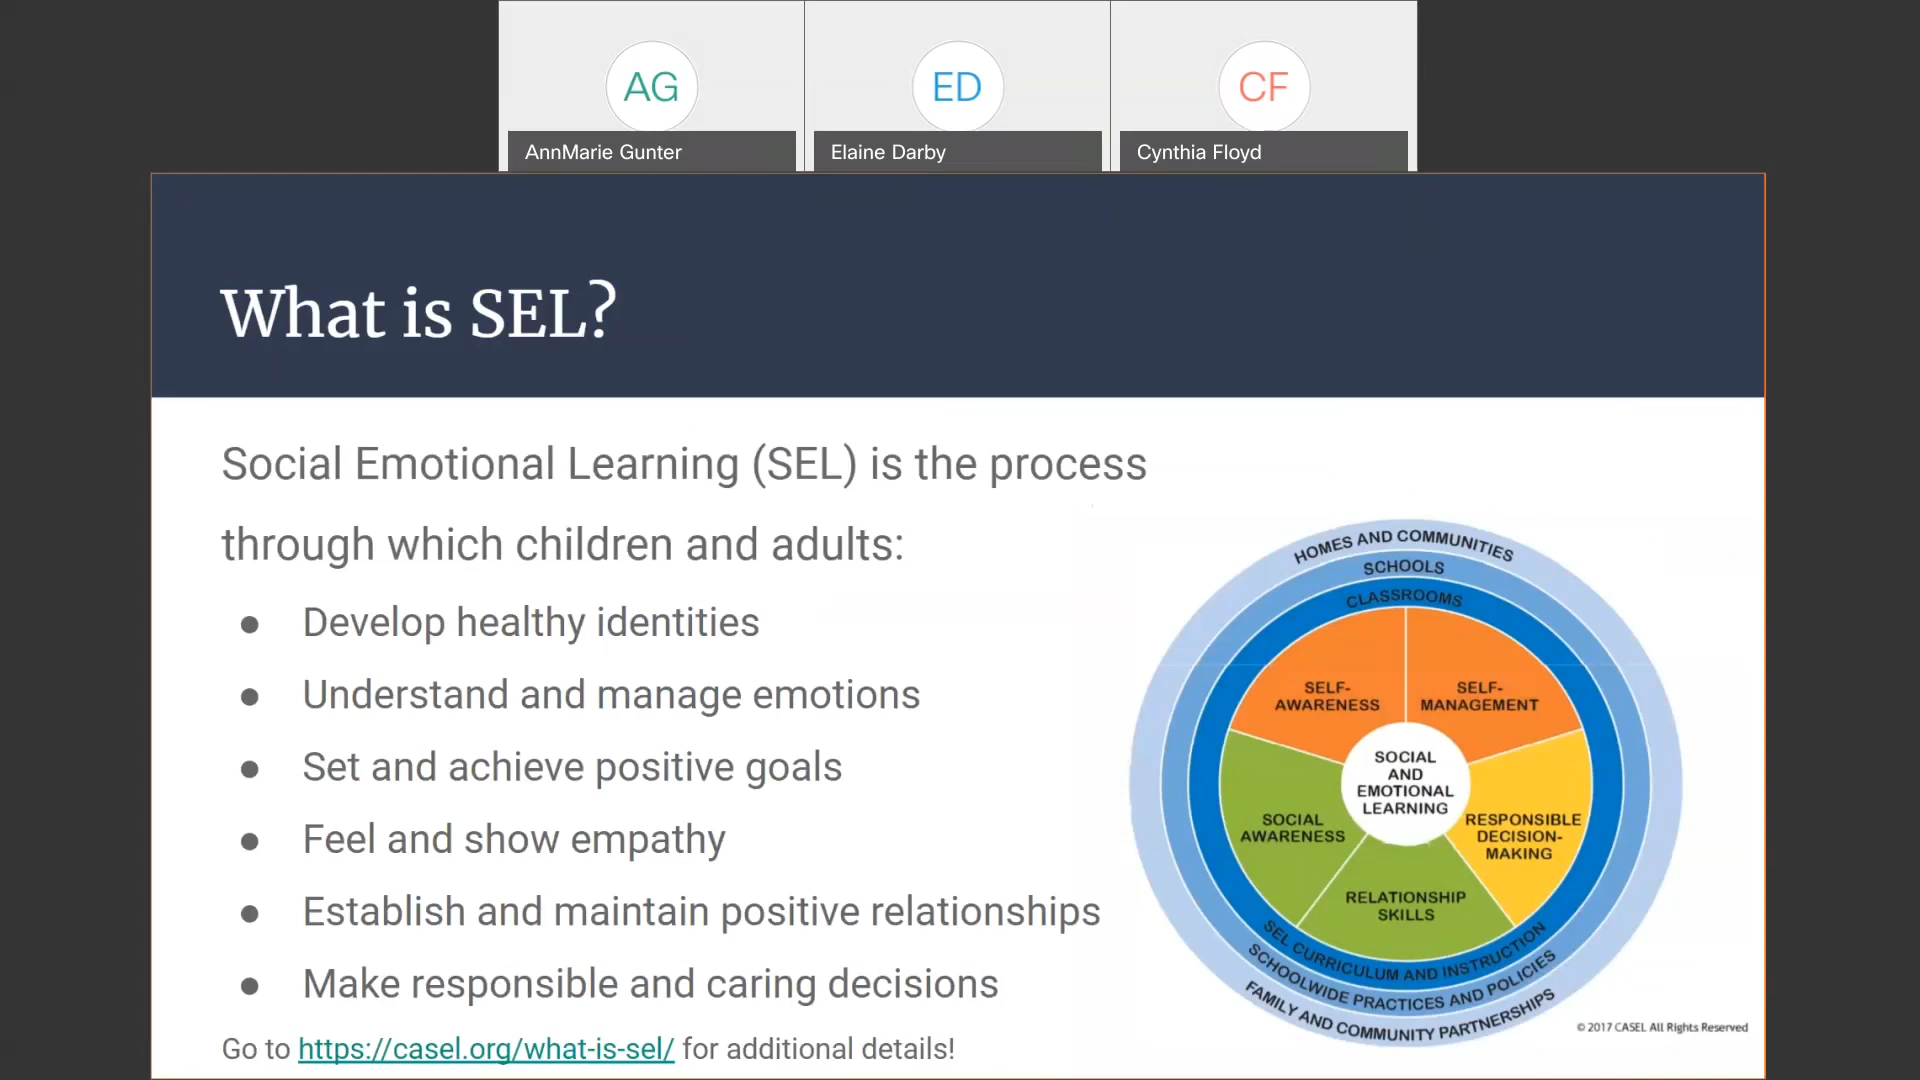 AG
ED
CF
AnnMarie Gunter
Elaine Darby
Cynthia Floyd
What is SEL?
Social Emotional Learning (SEL) is the process
through which children and adults:
● Develop healthy identities
● Understand and manage emotions
● Set and achieve positive goals
● Feel and show empathy
● Establish and maintain positive relationships
● Make responsible and caring decisions
Go to https://casel.org/what-is-sel/ for additional details!
HOMES AND COMMUNITIES
SCHOOLS
CLASSROOMS
SELF-
AWARENESS
SELF-
MANAGEMENT
SOCIAL
AND
EMOTIONAL
LEARNING
SOCIAL
AWARENESS
RESPONSIBLE
DECISION-
MAKING
RELATIONSHIP
SKILLS
SEL CURRICULUM AND INSTRUCTION
SCHOOLWIDE PRACTICES AND POLICIES
FAMILY AND COMMUNITY PARTNERSHIPS
© 2017 CASEL All Rights Reserved